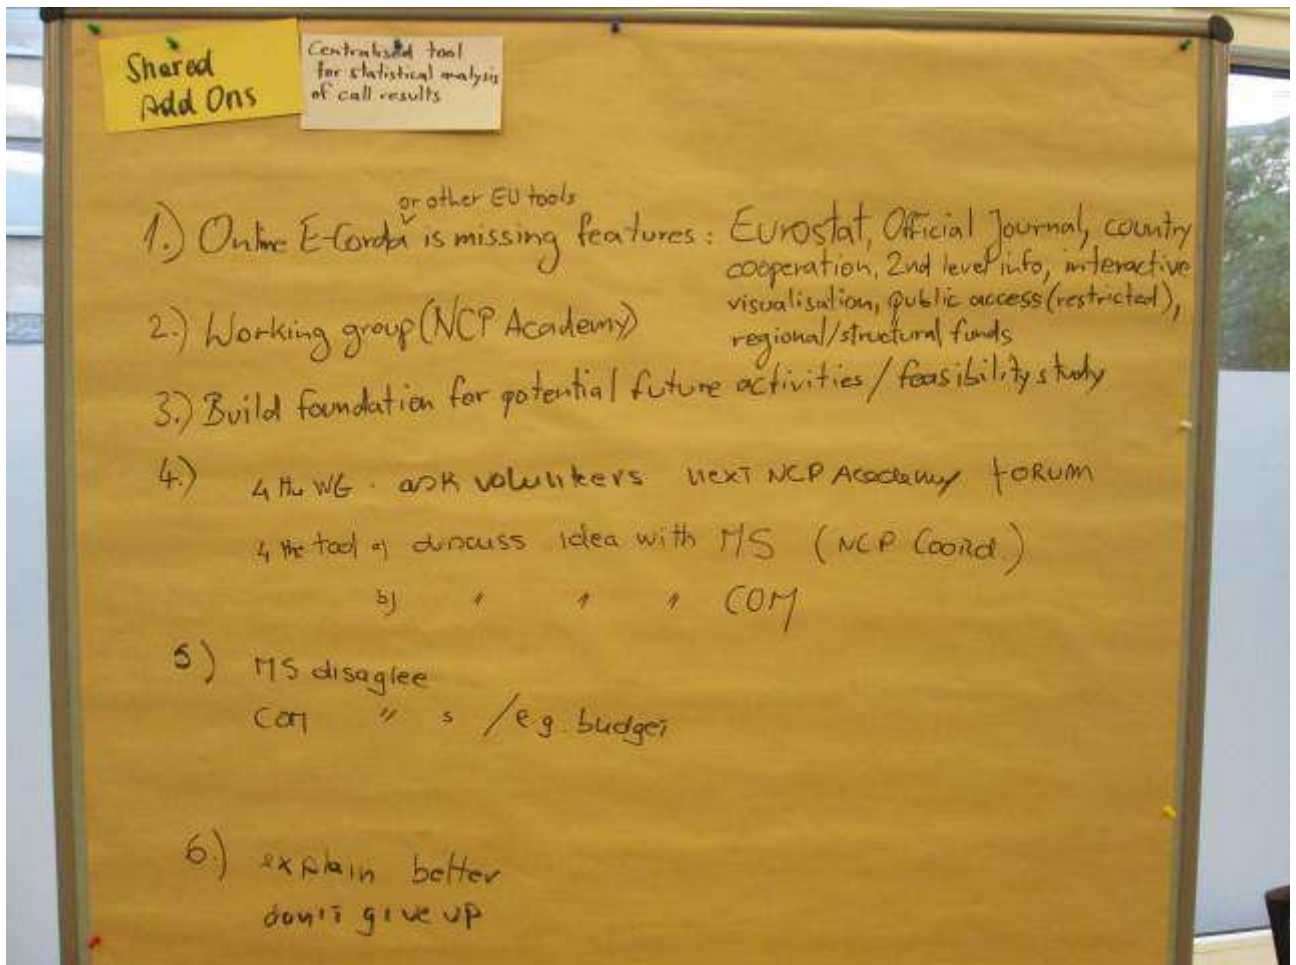 Shared
Add Ons
Centralised tool
for statistical analysis
of call results
or other EU tools
1.) Online E-Corda is missing features: Eurostat, Official Journal, country
cooperation, 2nd level info, interactive
visualisation, public access (restricted),
regional/structural funds
2.) Working group (NCP Academy)
3.) Build foundation for potential future activities / feasibility study
4.) 4 the WG - ask volunteers next NCP Academy FORUM
4 the tool a) discuss idea with MS (NCP Coord.)
b) " " " COM
5) MS disagree
COM " s /e.g. budget
6.) explain better
don't give up